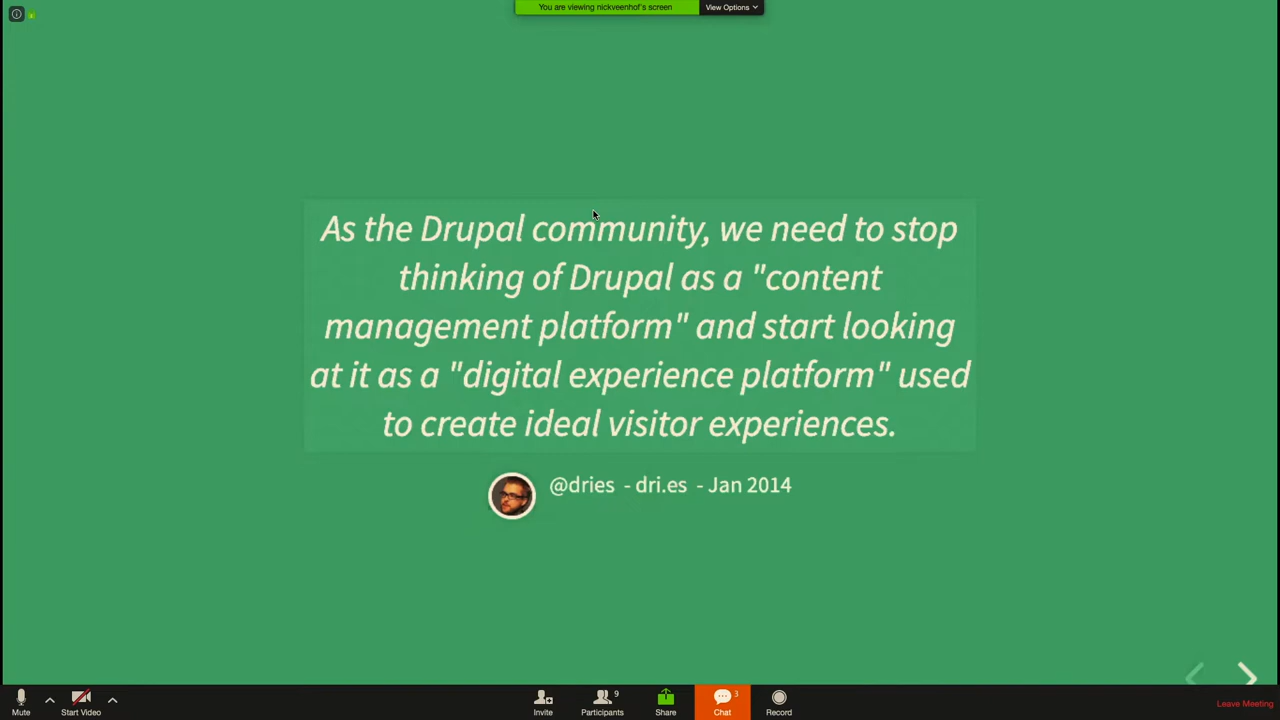 You are viewing nickveenhof's screen View Options
As the Drupal community, we need to stop
thinking of Drupal as a "content
management platform" and start looking
at it as a "digital experience platform" used
to create ideal visitor experiences.
@dries - dri.es - Jan 2014
Mute Start Video Invite Participants 9 Share Chat 3 Record Leave Meeting